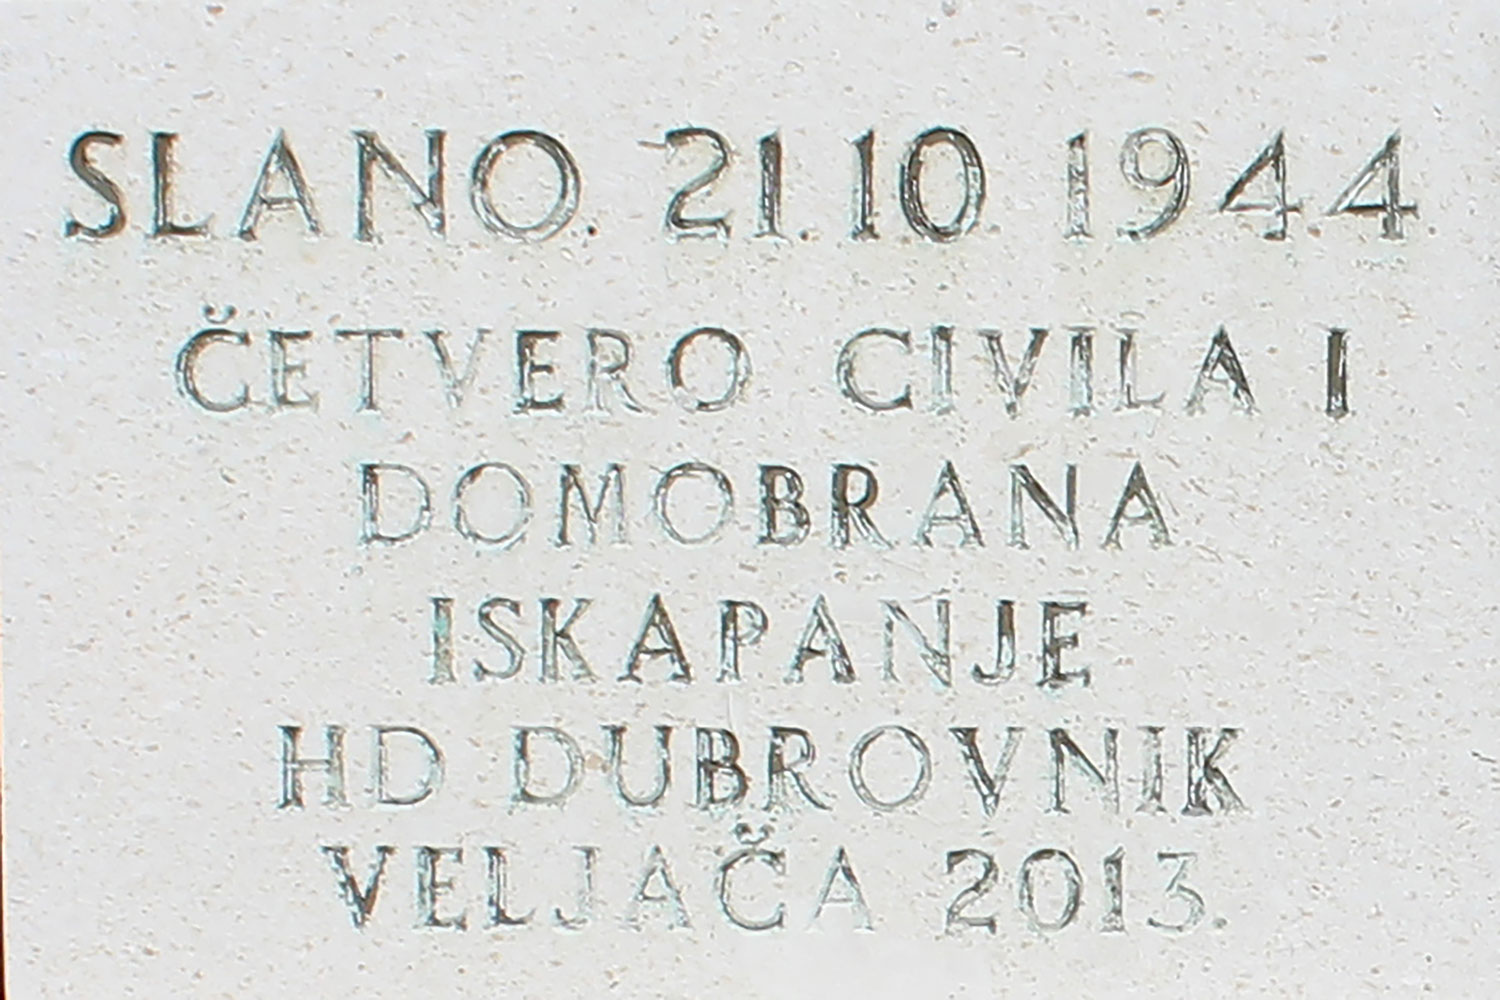 SLANO. 21.10. 1944.
ČETVERO CIVILA I
DOMOBRANA
ISKAPANJE
HD DUBROVNIK
VELJAČA 2013.